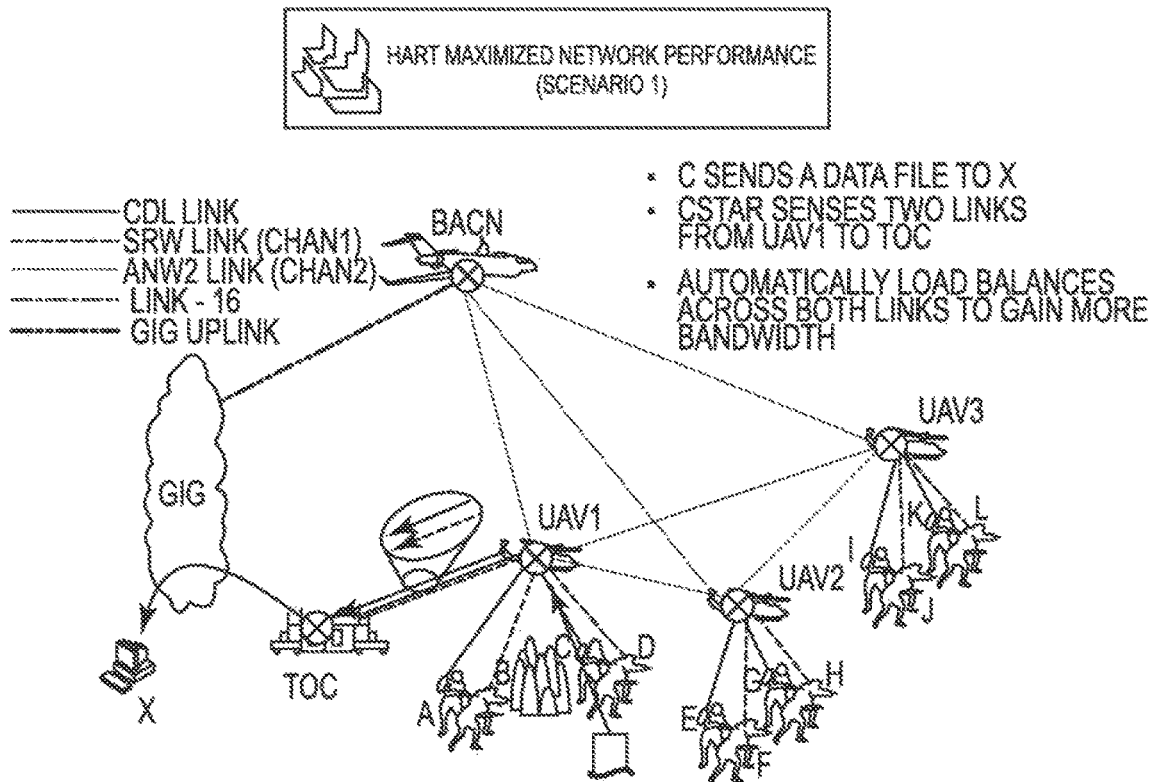 HART MAXIMIZED NETWORK PERFORMANCE
(SCENARIO 1)
CDL LINK
SRW LINK (CHAN1)
ANW2 LINK (CHAN2)
LINK - 16
GIG UPLINK
BACN
• C SENDS A DATA FILE TO X
• CSTAR SENSES TWO LINKS
FROM UAV1 TO TOC
• AUTOMATICALLY LOAD BALANCES
ACROSS BOTH LINKS TO GAIN MORE
BANDWIDTH
UAV3
GIG
UAV1
K
L
I
J
UAV2
X
TOC
A
B
C
D
E
F
G
H